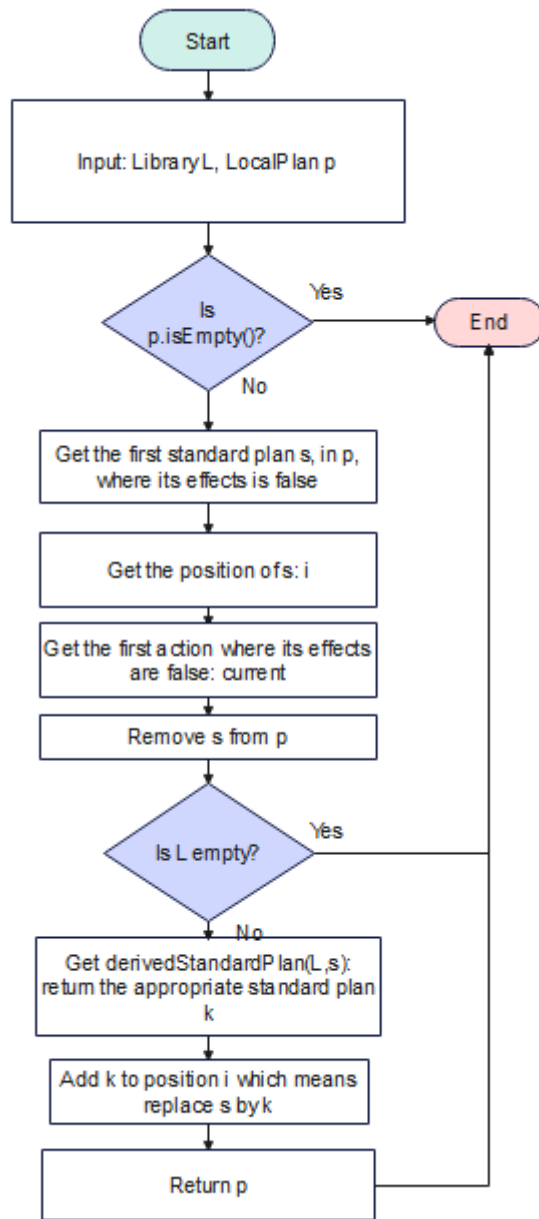 Start
Input: Library L, LocalPlan p
Is
p.isEmpty()?
Yes
End
No
Get the first standard plan s, in p,
where its effects is false
Get the position of s: i
Get the first action where its effects
are false: current
Remove s from p
Is L empty?
Yes
No
Get derivedStandardPlan(L,s):
return the appropriate standard plan
k
Add k to position i which means
replace s by k
Return p